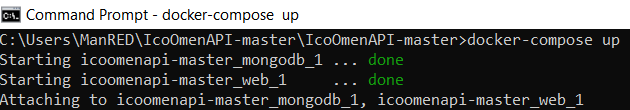 Command Prompt - docker-compose up
C:\Users\ManRED\IcoOmenAPI-master\IcoOmenAPI-master>docker-compose up
Starting icoomenapi-master_mongodb_1 ... done
Starting icoomenapi-master_web_1 ... done
Attaching to icoomenapi-master_mongodb_1, icoomenapi-master_web_1